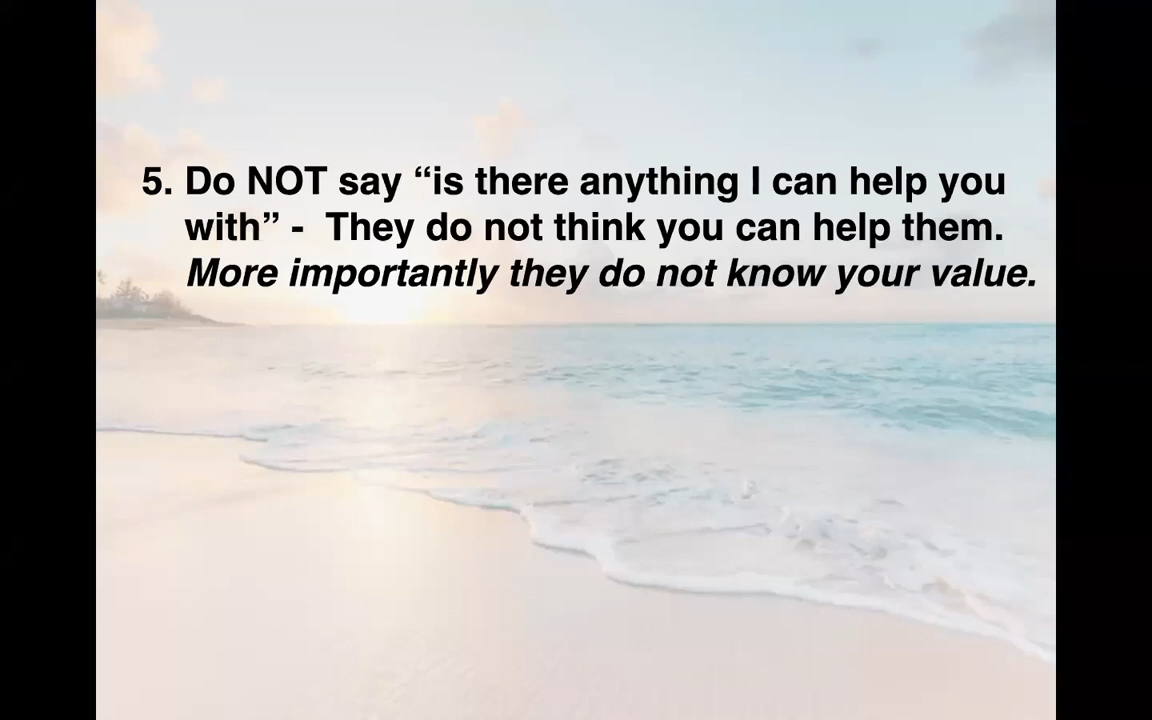 5. Do NOT say “is there anything I can help you
with” - They do not think you can help them.
More importantly they do not know your value.